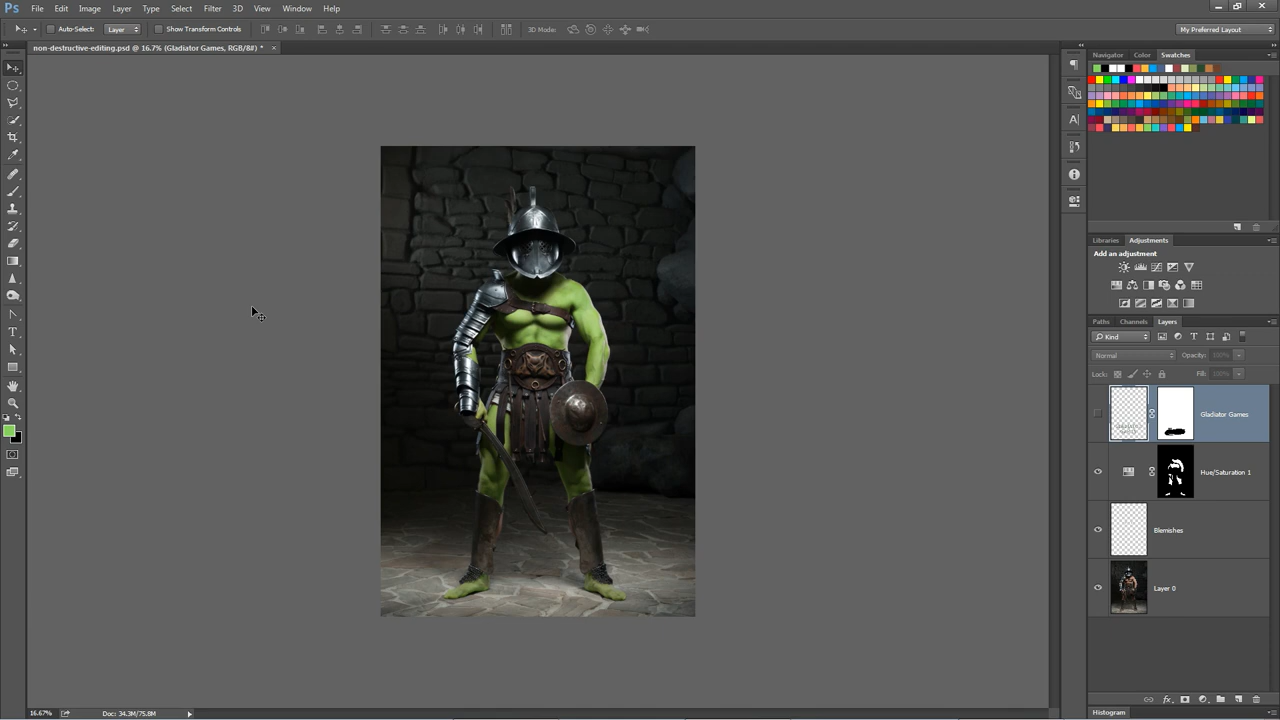 Ps File Edit Image Layer Type Select Filter 3D View Window Help
Auto-Select: Layer Show Transform Controls 3D Mode: My Preferred Layout
non-destructive-editing.psd @ 16.7% (Gladiator Games, RGB/8#) * ×
Navigator Color Swatches
Libraries Adjustments
Add an adjustment
Paths Channels Layers
Kind
Normal Opacity: 100%
Lock: Fill: 100%
Gladiator Games
Hue/Saturation 1
Blemishes
Layer 0
16.67% Doc: 34.3M/75.8M
Histogram